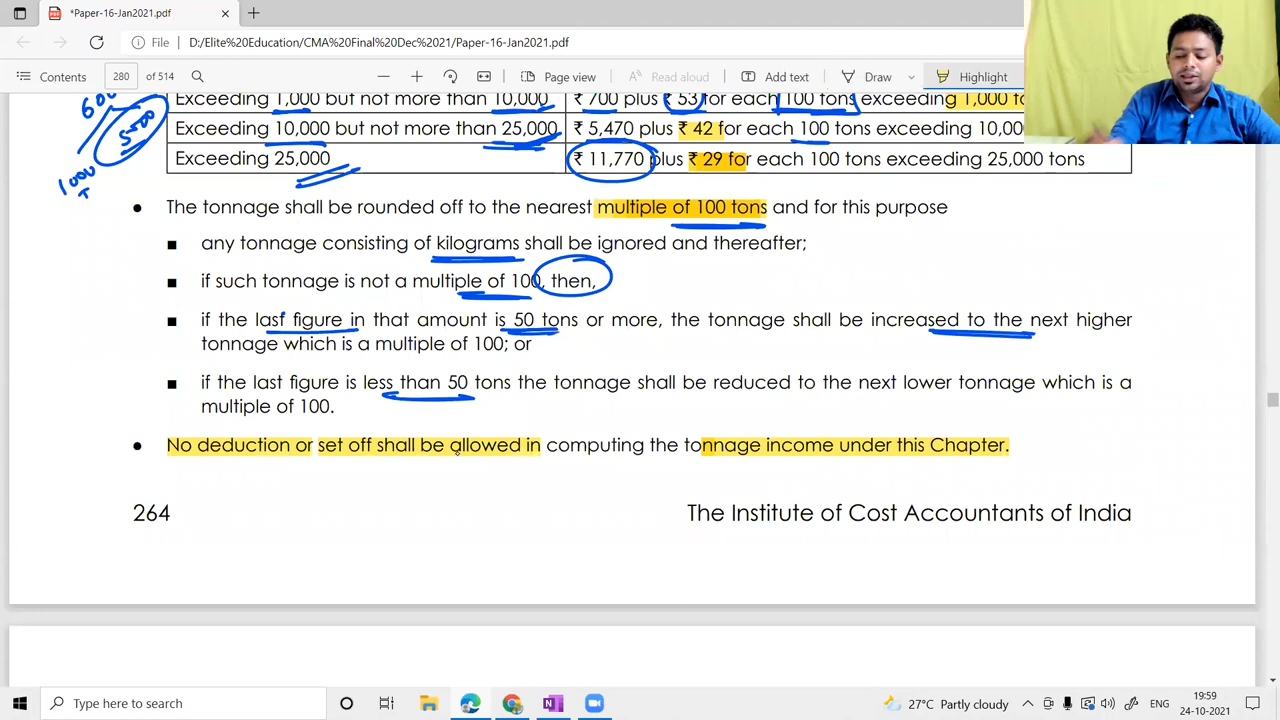 *Paper-16-Jan2021.pdf
File
D:/Elite%20Education/CMA%20Final%20Dec%2021/Paper-16-Jan2021.pdf
Contents
280
of 514
Page view
Read aloud
Add text
Draw
Highlight
Exceeding 1,000 but not more than 10,000
₹ 700 plus ₹ 53 for each 100 tons exceeding 1,000 to
Exceeding 10,000 but not more than 25,000
₹ 5,470 plus ₹ 42 for each 100 tons exceeding 10,00
Exceeding 25,000
₹ 11,770 plus ₹ 29 for each 100 tons exceeding 25,000 tons
5500
1000
T
• The tonnage shall be rounded off to the nearest multiple of 100 tons and for this purpose
■ any tonnage consisting of kilograms shall be ignored and thereafter;
■ if such tonnage is not a multiple of 100, then,
■ if the last figure in that amount is 50 tons or more, the tonnage shall be increased to the next higher
tonnage which is a multiple of 100; or
■ if the last figure is less than 50 tons the tonnage shall be reduced to the next lower tonnage which is a
multiple of 100.
• No deduction or set off shall be allowed in computing the tonnage income under this Chapter.
264
The Institute of Cost Accountants of India
Type here to search
27°C Partly cloudy
ENG
19:59
24-10-2021